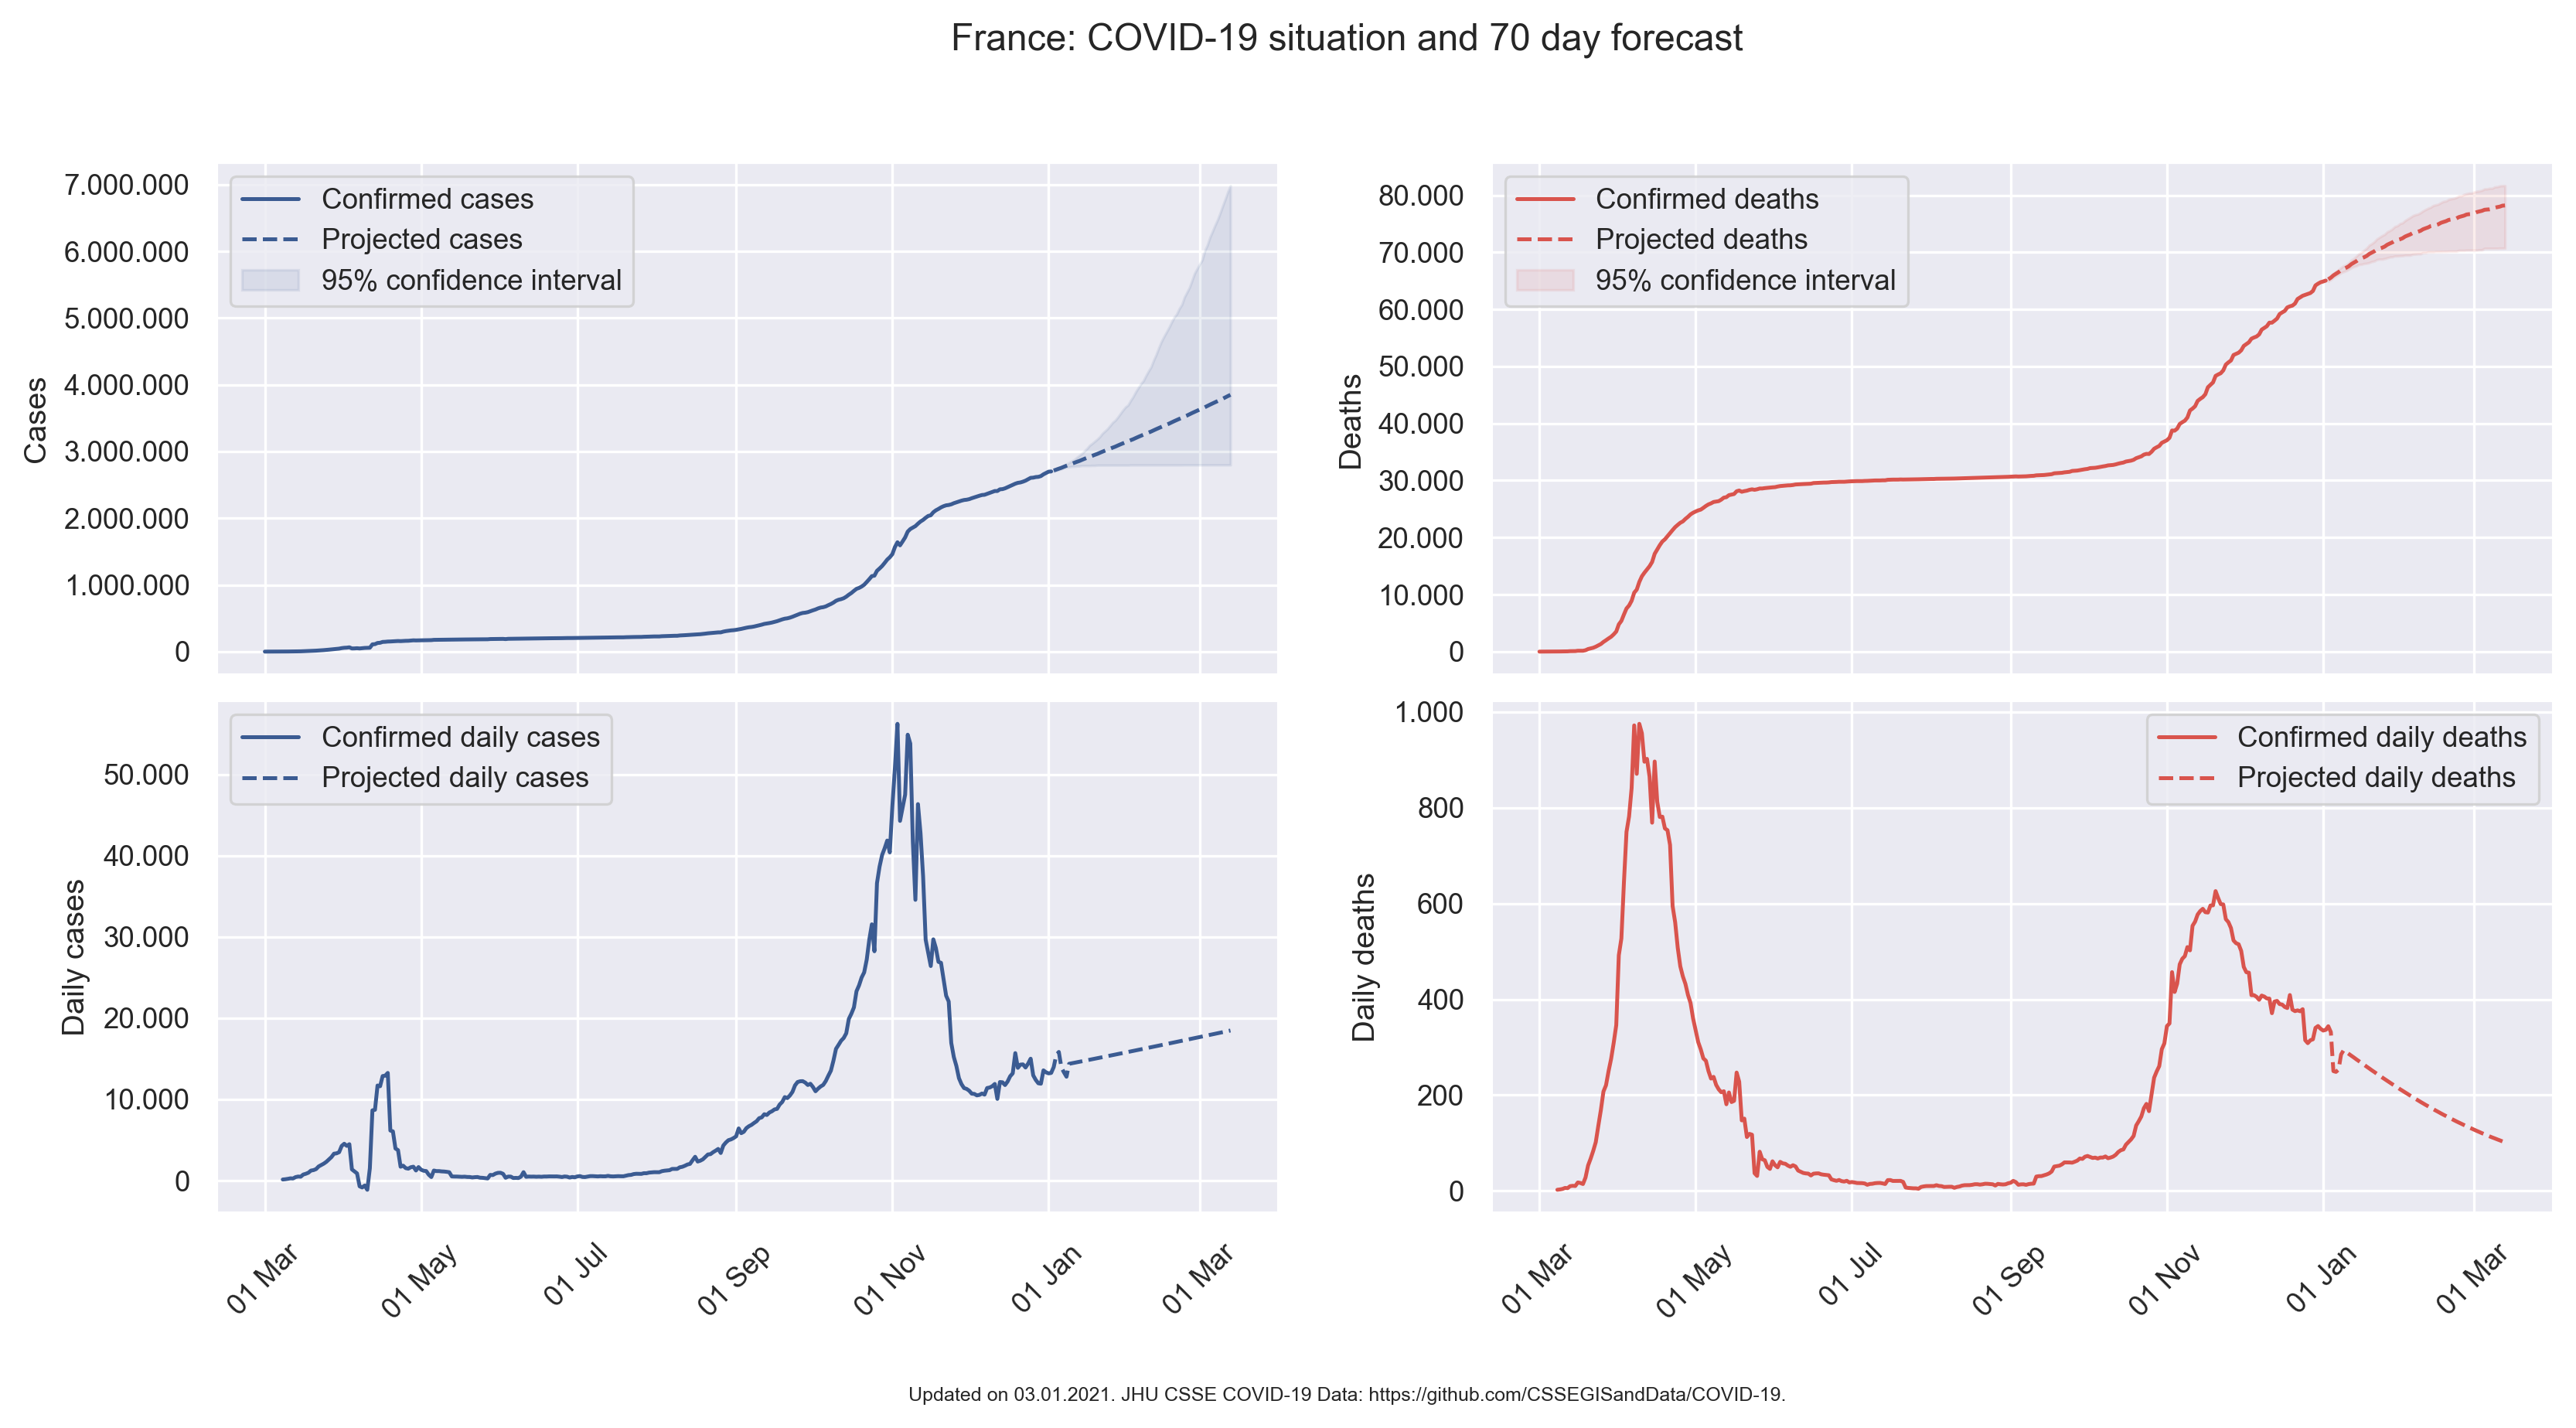 France: COVID-19 situation and 70 day forecast
Cases
7.000.000
6.000.000
5.000.000
4.000.000
3.000.000
2.000.000
1.000.000
0
Confirmed cases
Projected cases
95% confidence interval
Deaths
80.000
70.000
60.000
50.000
40.000
30.000
20.000
10.000
0
Confirmed deaths
Projected deaths
95% confidence interval
Daily cases
50.000
40.000
30.000
20.000
10.000
0
Confirmed daily cases
Projected daily cases
01 Mar
01 May
01 Jul
01 Sep
01 Nov
01 Jan
01 Mar
Daily deaths
1.000
800
600
400
200
0
Confirmed daily deaths
Projected daily deaths
01 Mar
01 May
01 Jul
01 Sep
01 Nov
01 Jan
01 Mar
Updated on 03.01.2021. JHU CSSE COVID-19 Data: https://github.com/CSSEGISandData/COVID-19.